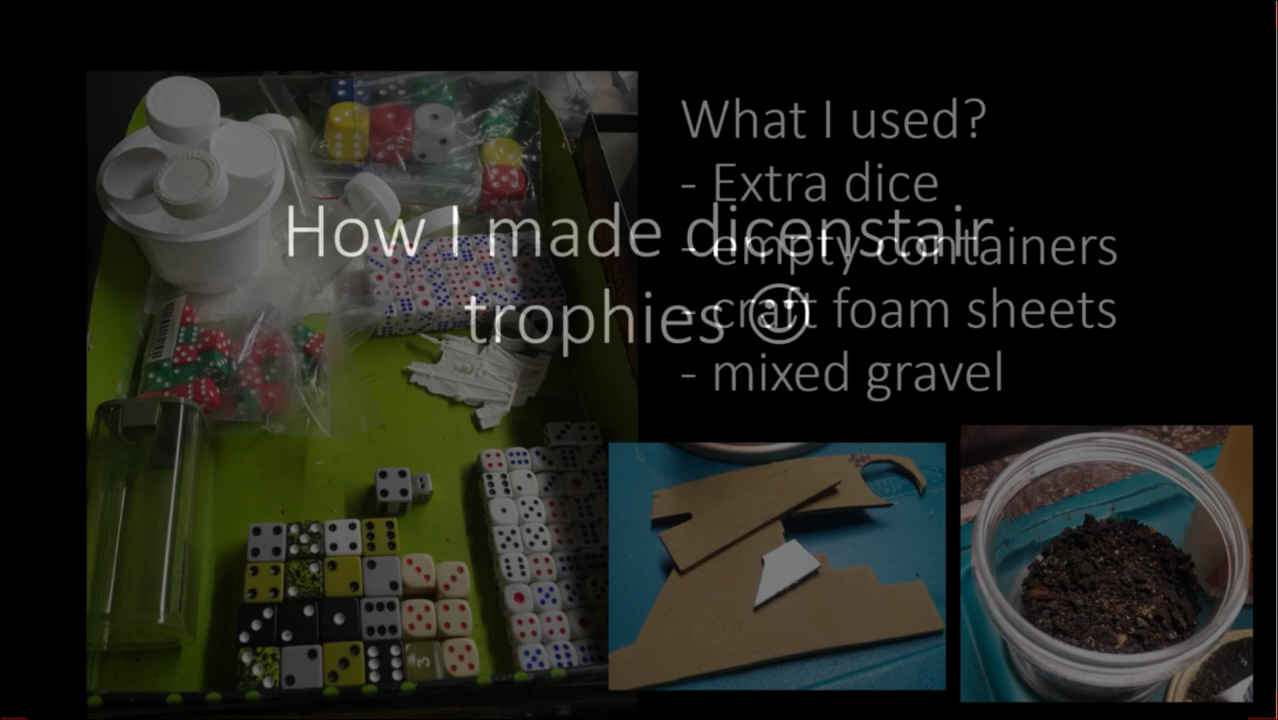 How I made dicenstair
trophies ☺
What I used?
- Extra dice
- empty containers
- craft foam sheets
- mixed gravel